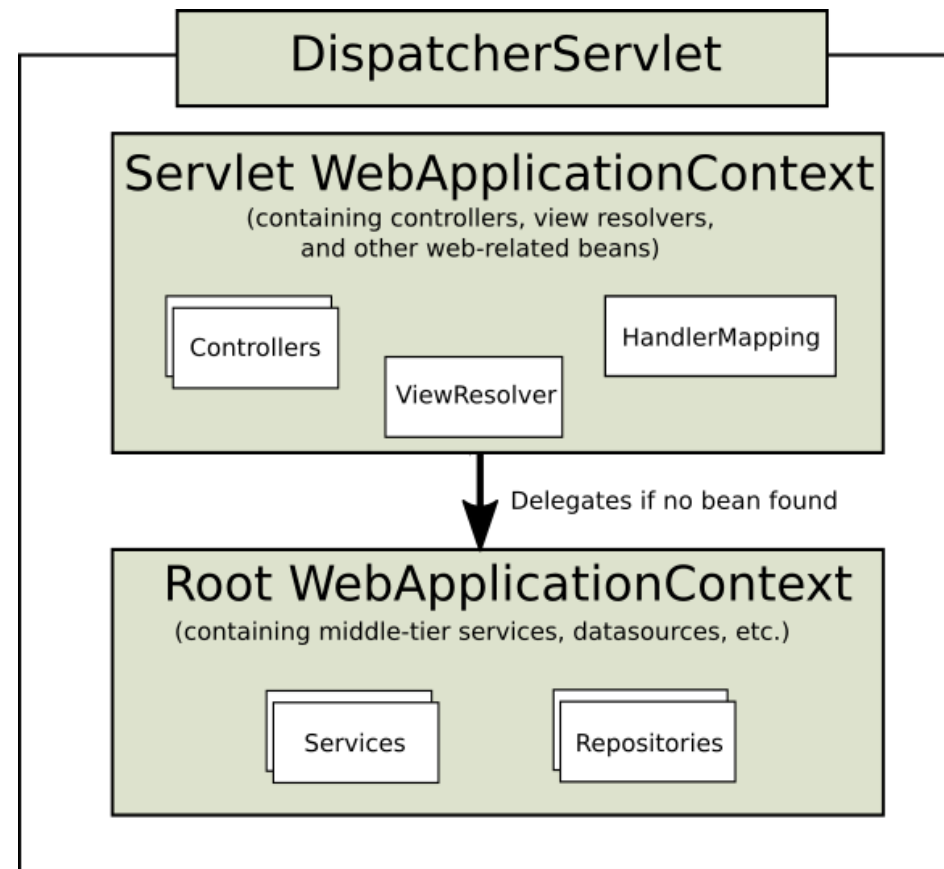 DispatcherServlet
Servlet WebApplicationContext
(containing controllers, view resolvers,
and other web-related beans)
Controllers
HandlerMapping
ViewResolver
Delegates if no bean found
Root WebApplicationContext
(containing middle-tier services, datasources, etc.)
Services
Repositories